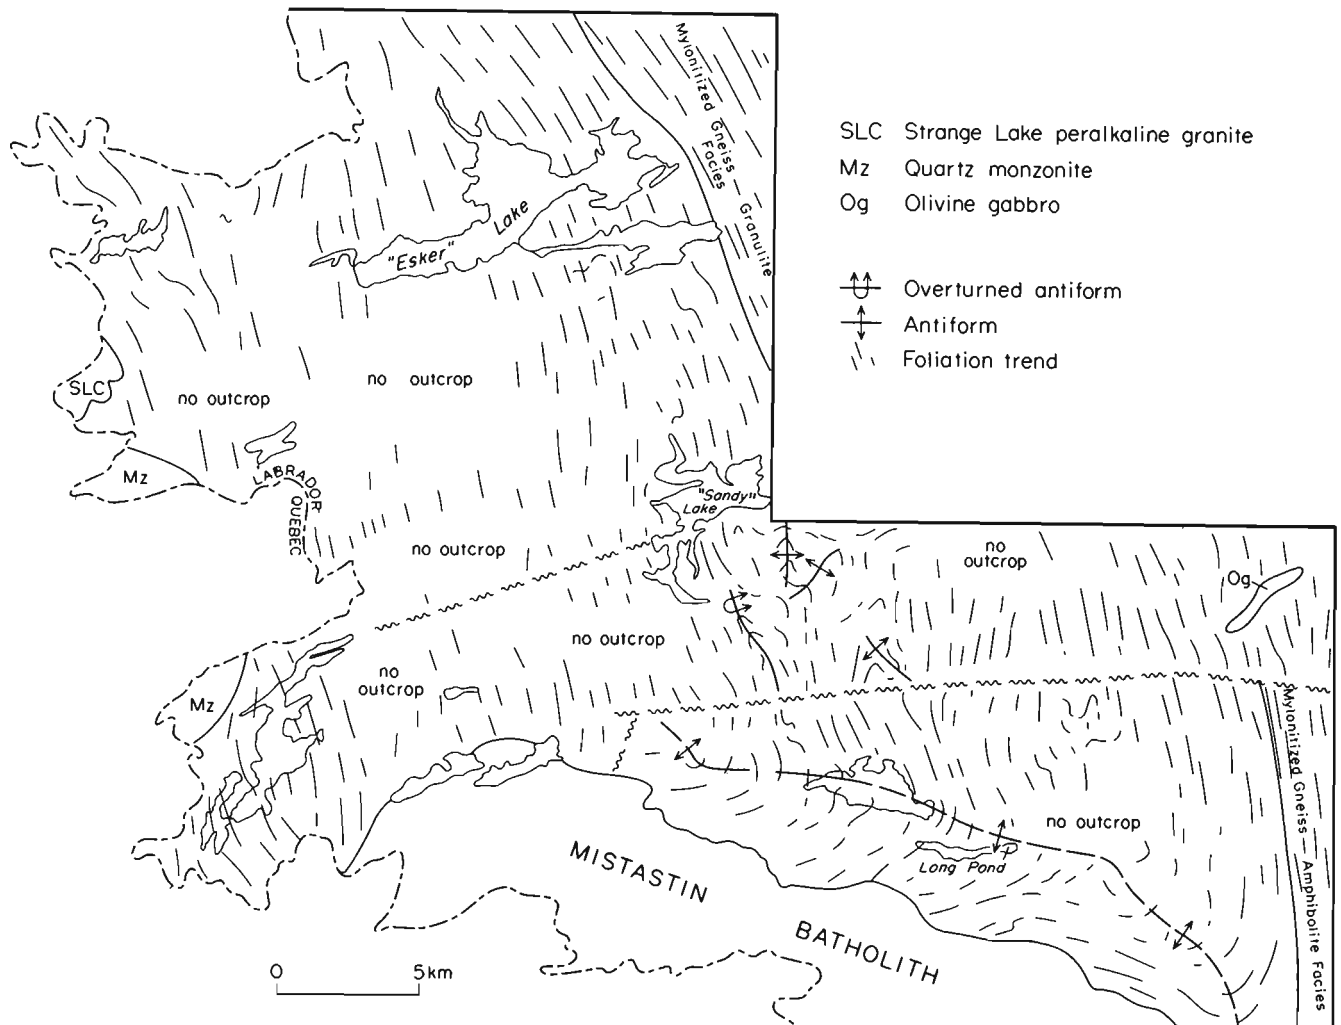 Mylonitized Gneiss — Granulite
Facies
SLC Strange Lake peralkaline granite
Mz Quartz monzonite
Og Olivine gabbro
Overturned antiform
Antiform
Foliation trend
"Esker" Lake
no outcrop
SLC
no outcrop
Mz
LABRADOR
QUEBEC
"Sandy"
Lake
no outcrop
no
outcrop
Og
no outcrop
no
outcrop
Mz
Mylonitized Gneiss — Amphibolite Facies
no outcrop
Long Pond
MISTASTIN
BATHOLITH
0 5km